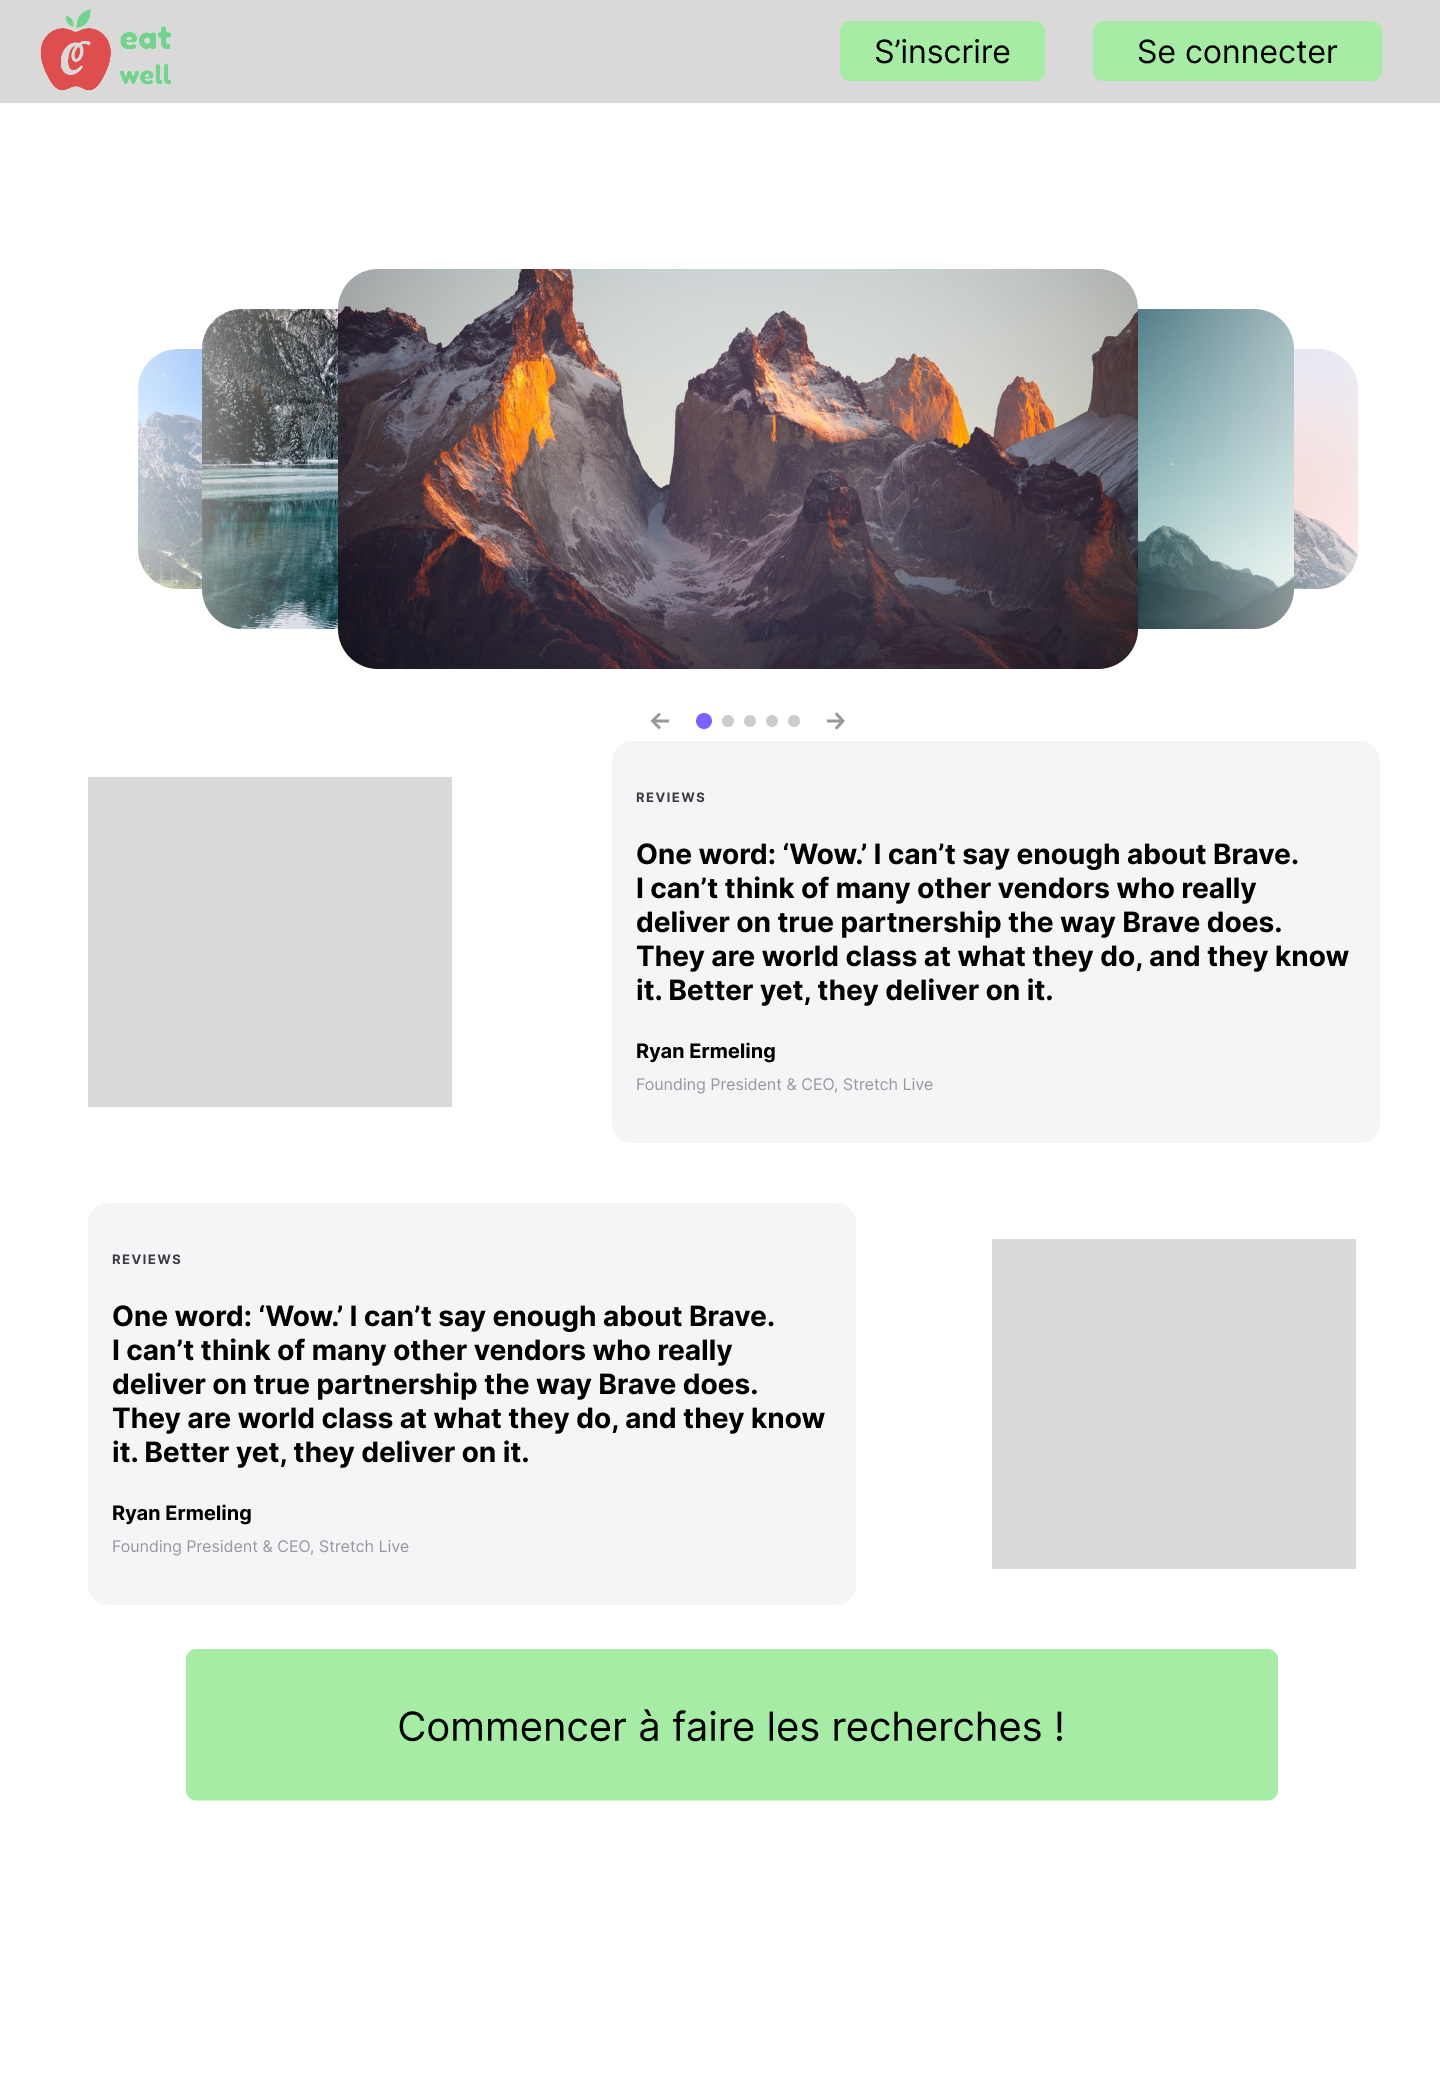 eat
well
S’inscrire
Se connecter
REVIEWS
One word: ‘Wow.’ I can’t say enough about Brave.
I can’t think of many other vendors who really
deliver on true partnership the way Brave does.
They are world class at what they do, and they know
it. Better yet, they deliver on it.
Ryan Ermeling
Founding President & CEO, Stretch Live
REVIEWS
One word: ‘Wow.’ I can’t say enough about Brave.
I can’t think of many other vendors who really
deliver on true partnership the way Brave does.
They are world class at what they do, and they know
it. Better yet, they deliver on it.
Ryan Ermeling
Founding President & CEO, Stretch Live
Commencer à faire les recherches !